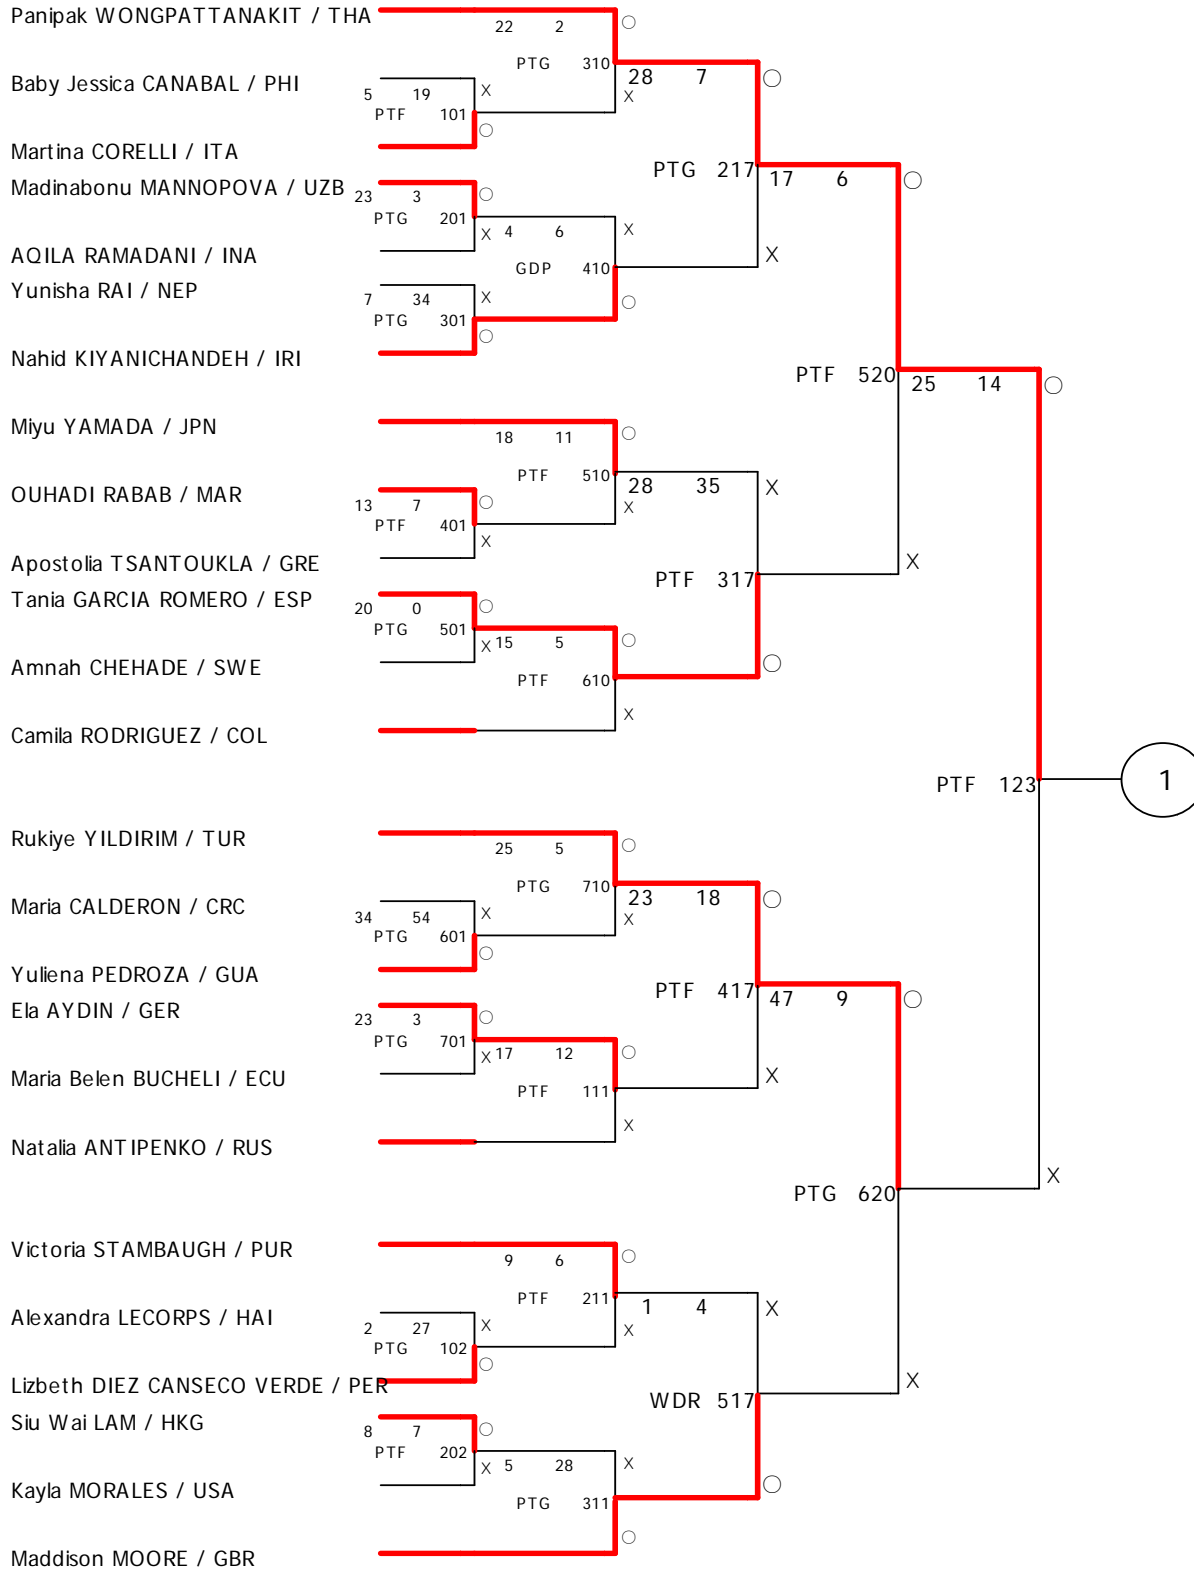 Panipak WONGPATTANAKIT / THA
22 2 ○
PTG 310
28 7 ○
Baby Jessica CANABAL / PHI
5 19 X X
PTF 101
○
Martina CORELLI / ITA
PTG 217
17 6 ○
Madinabonu MANNOPOVA / UZB
23 3 ○
PTG 201
X 4 6 X X
AQILA RAMADANI / INA
GDP 410
Yunisha RAI / NEP
7 34 X ○
PTG 301
○
Nahid KIYANICHANDEH / IRI
PTF 520
25 14 ○
Miyu YAMADA / JPN
18 11 ○
PTF 510
28 35 X
OUHADI RABAB / MAR
13 7 ○ X
PTF 401
X
Apostolia TSANTOUKLA / GRE
X
PTF 317
Tania GARCIA ROMERO / ESP
20 0 ○
PTG 501
X 15 5 ○
Amnah CHEHADE / SWE
○
PTF 610
X
Camila RODRIGUEZ / COL
PTF 123
1
Rukiye YILDIRIM / TUR
25 5 ○
PTG 710
23 18 ○
Maria CALDERON / CRC
34 54 X X
PTG 601
○
Yuliena PEDROZA / GUA
PTF 417
47 9 ○
Ela AYDIN / GER
23 3 ○
PTG 701
X 17 12 ○
Maria Belen BUCHELI / ECU
X
PTF 111
X
Natalia ANTIPENKO / RUS
X
PTG 620
Victoria STAMBAUGH / PUR
9 6 ○
PTF 211
1 4 X
Alexandra LECORPS / HAI
2 27 X X
PTG 102
○
Lizbeth DIEZ CANSECO VERDE / PER
X
WDR 517
Siu Wai LAM / HKG
8 7 ○
PTF 202
X 5 28 X
Kayla MORALES / USA
○
PTG 311
○
Maddison MOORE / GBR